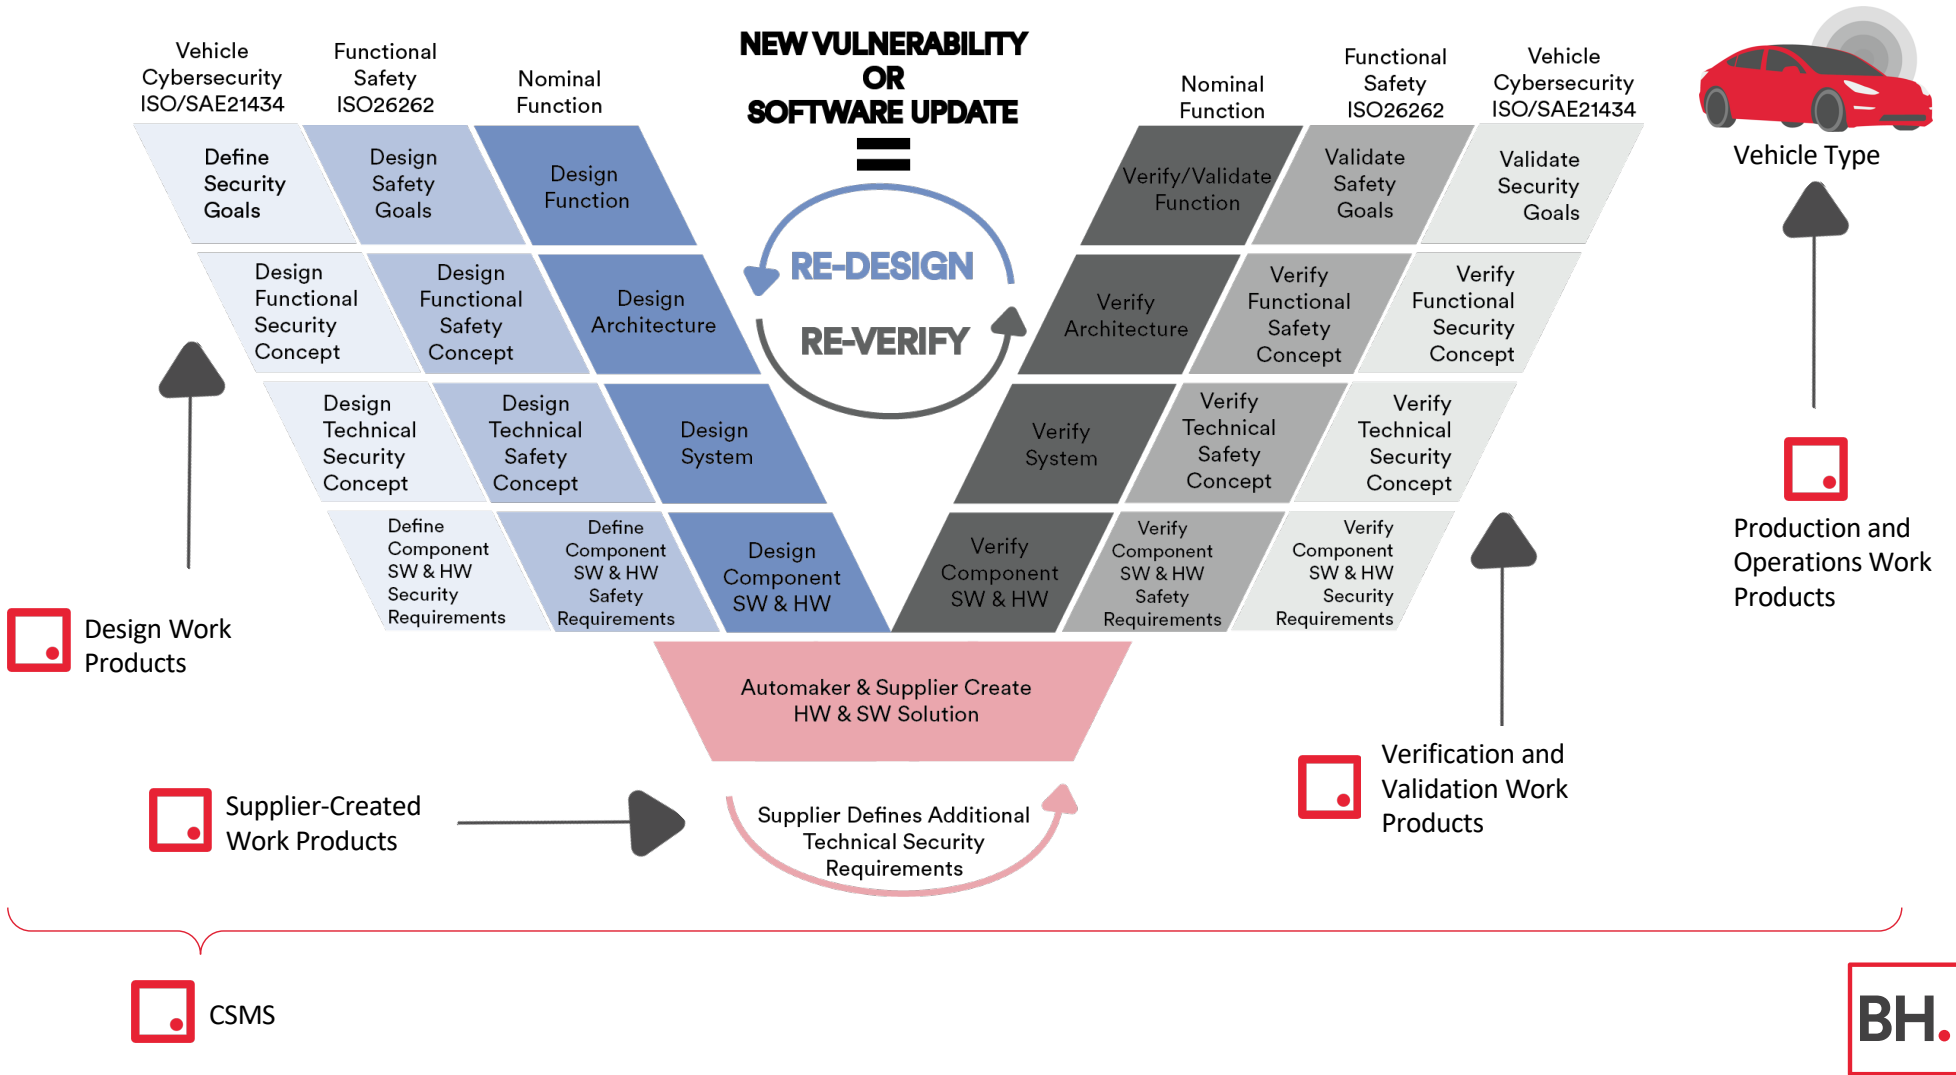 Vehicle
Cybersecurity
ISO/SAE21434
Functional
Safety
ISO26262
Nominal
Function
NEW VULNERABILITY
OR
SOFTWARE UPDATE
Nominal
Function
Functional
Safety
ISO26262
Vehicle
Cybersecurity
ISO/SAE21434
Vehicle Type
Define
Security
Goals
Design
Safety
Goals
Design
Function
RE-DESIGN
RE-VERIFY
Verify/Validate
Function
Validate
Safety
Goals
Validate
Security
Goals
Design
Functional
Security
Concept
Design
Functional
Safety
Concept
Design
Architecture
Verify
Architecture
Verify
Functional
Safety
Concept
Verify
Functional
Security
Concept
Design
Technical
Security
Concept
Design
Technical
Safety
Concept
Design
System
Verify
System
Verify
Technical
Safety
Concept
Verify
Technical
Security
Concept
Define
Component
SW & HW
Security
Requirements
Define
Component
SW & HW
Safety
Requirements
Design
Component
SW & HW
Verify
Component
SW & HW
Verify
Component
SW & HW
Safety
Requirements
Verify
Component
SW & HW
Security
Requirements
Production and
Operations Work
Products
Design Work
Products
Automaker & Supplier Create
HW & SW Solution
Supplier-Created
Work Products
Supplier Defines Additional
Technical Security
Requirements
Verification and
Validation Work
Products
CSMS
BH.